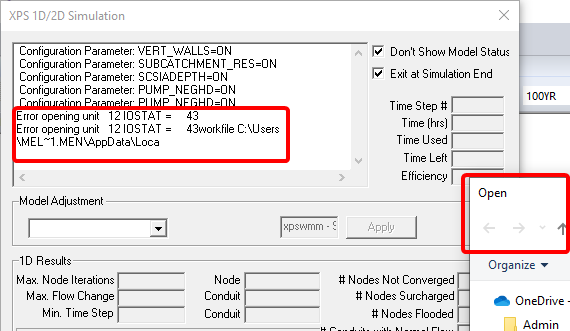 XPS 1D/2D Simulation
Configuration Parameter: VERT_WALLS=ON
Configuration Parameter: SUBCATCHMENT_RES=ON
Configuration Parameter: SCSIADEPTH=ON
Configuration Parameter: PUMP_NEGHD=ON
Configuration Parameter: PUMP_NEGHD=ON
Error opening unit 12 IOSTAT = 43
Error opening unit 12 IOSTAT = 43workfile C:\Users
\MEL~1.MEN\AppData\Loca
Don't Show Model Status
Exit at Simulation End
Time Step #
Time (hrs)
Time Used
Time Left
Efficiency
100YR
Model Adjustment
xpswmm - S
Apply
Open
Organize
OneDrive -
Admin
1D Results
Max. Node Iterations
Node
# Nodes Not Converged
Max. Flow Change
Conduit
# Nodes Surcharged
Min. Time Step
Conduit
# Nodes Flooded
# Conduits with Normal Flow